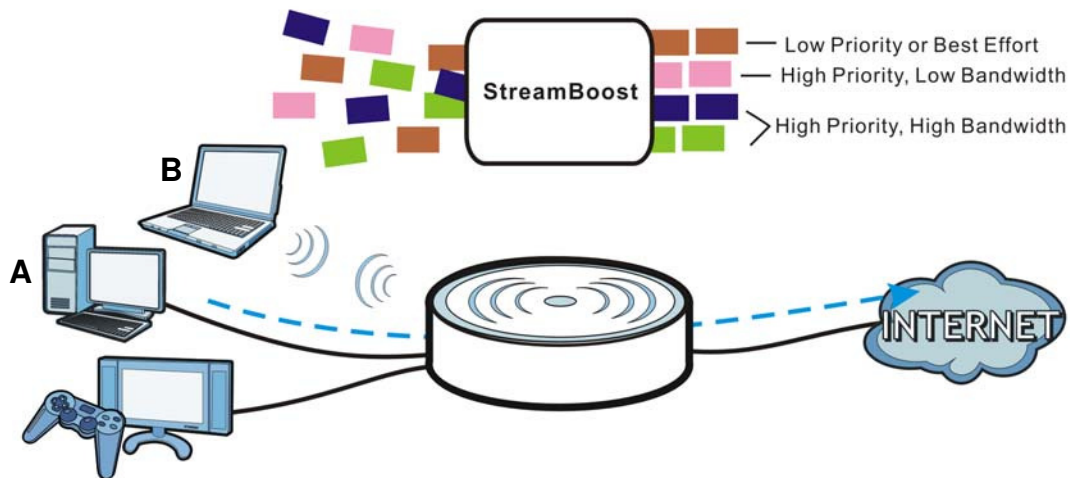 StreamBoost
Low Priority or Best Effort
High Priority, Low Bandwidth
High Priority, High Bandwidth
B
A
INTERNET